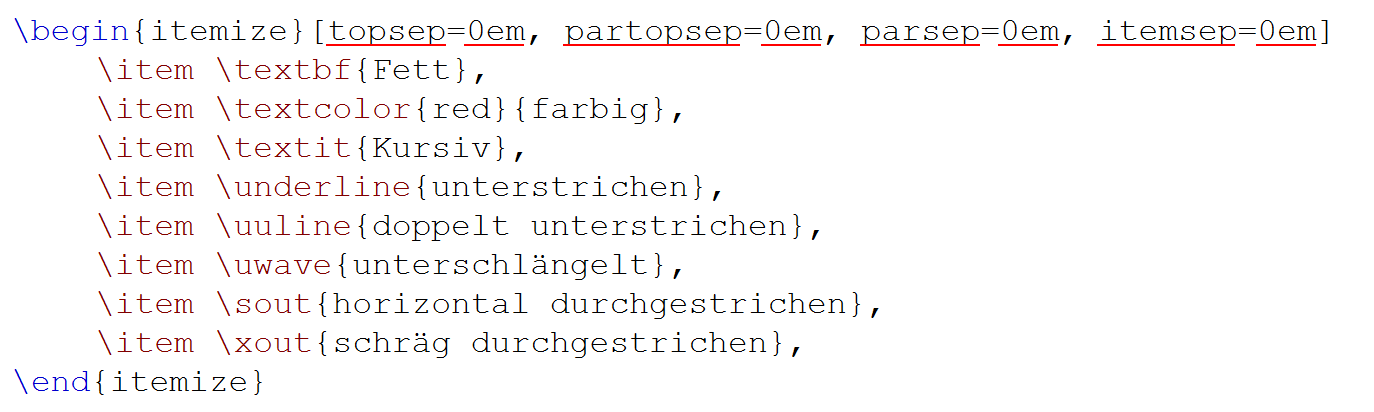 \begin{itemize}[topsep=0em, partopsep=0em, parsep=0em, itemsep=0em]
\item \textbf{Fett},
\item \textcolor{red}{farbig},
\item \textit{Kursiv},
\item \underline{unterstrichen},
\item \uuline{doppelt unterstrichen},
\item \uwave{unterschlängelt},
\item \sout{horizontal durchgestrichen},
\item \xout{schräg durchgestrichen},
\end{itemize}